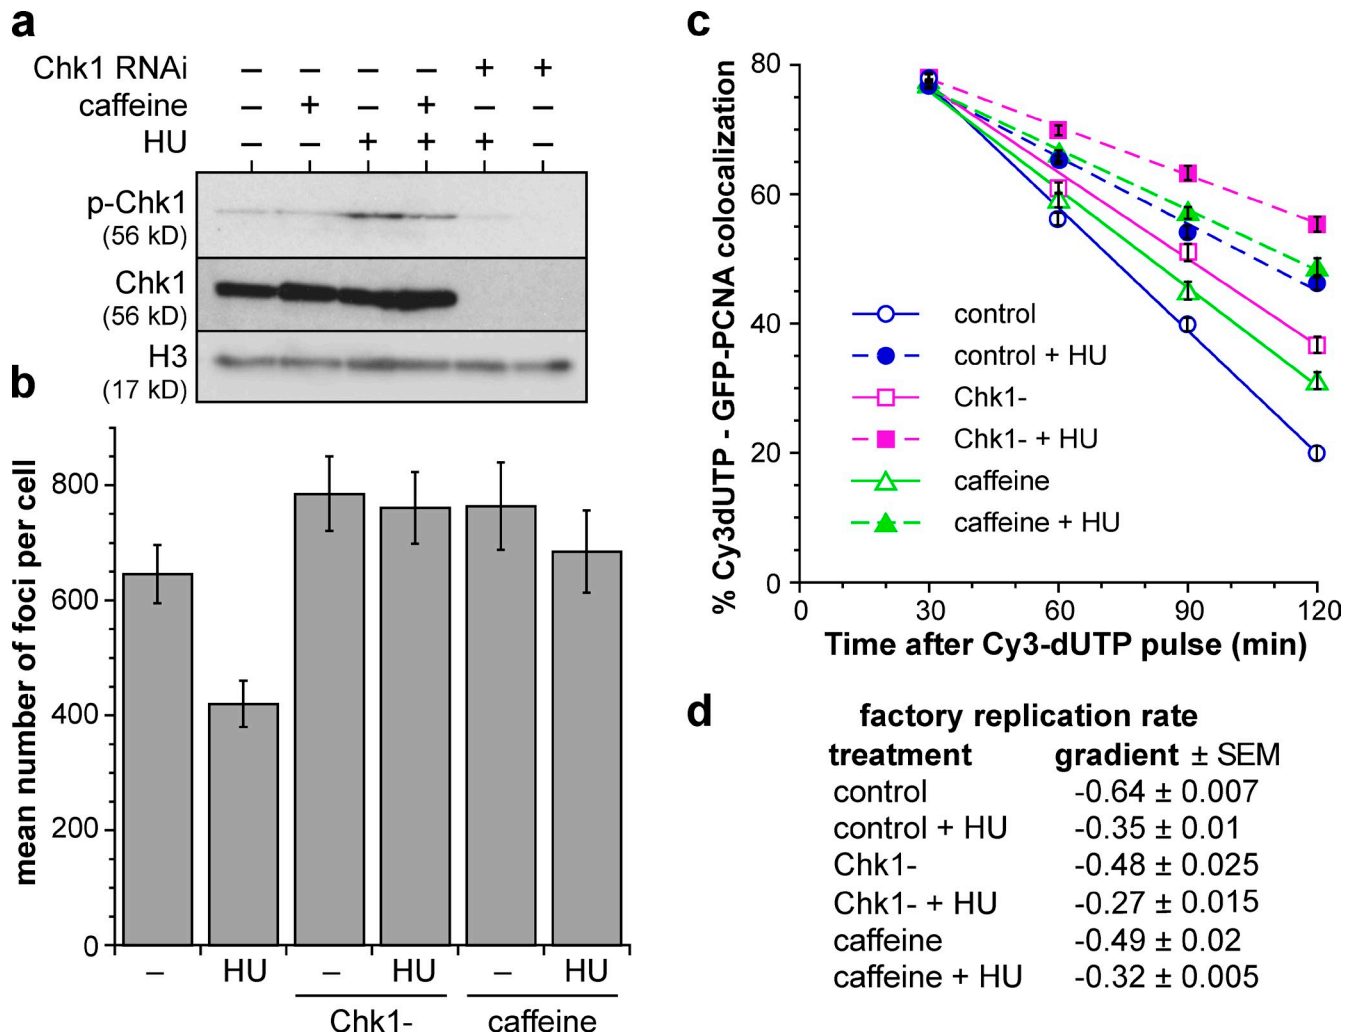 a
Chk1 RNAi – – – – + +
caffeine – + – + – –
HU – – + + + –
p-Chk1
(56 kD)
Chk1
(56 kD)
H3
(17 kD)
b
mean number of foci per cell
800
600
400
200
0
– HU – HU – HU
Chk1- caffeine
c
% Cy3dUTP - GFP-PCNA colocalization
80
60
40
20
0
0 30 60 90 120
Time after Cy3-dUTP pulse (min)
control
control + HU
Chk1-
Chk1- + HU
caffeine
caffeine + HU
d
factory replication rate
treatment gradient ± SEM
control -0.64 ± 0.007
control + HU -0.35 ± 0.01
Chk1- -0.48 ± 0.025
Chk1- + HU -0.27 ± 0.015
caffeine -0.49 ± 0.02
caffeine + HU -0.32 ± 0.005